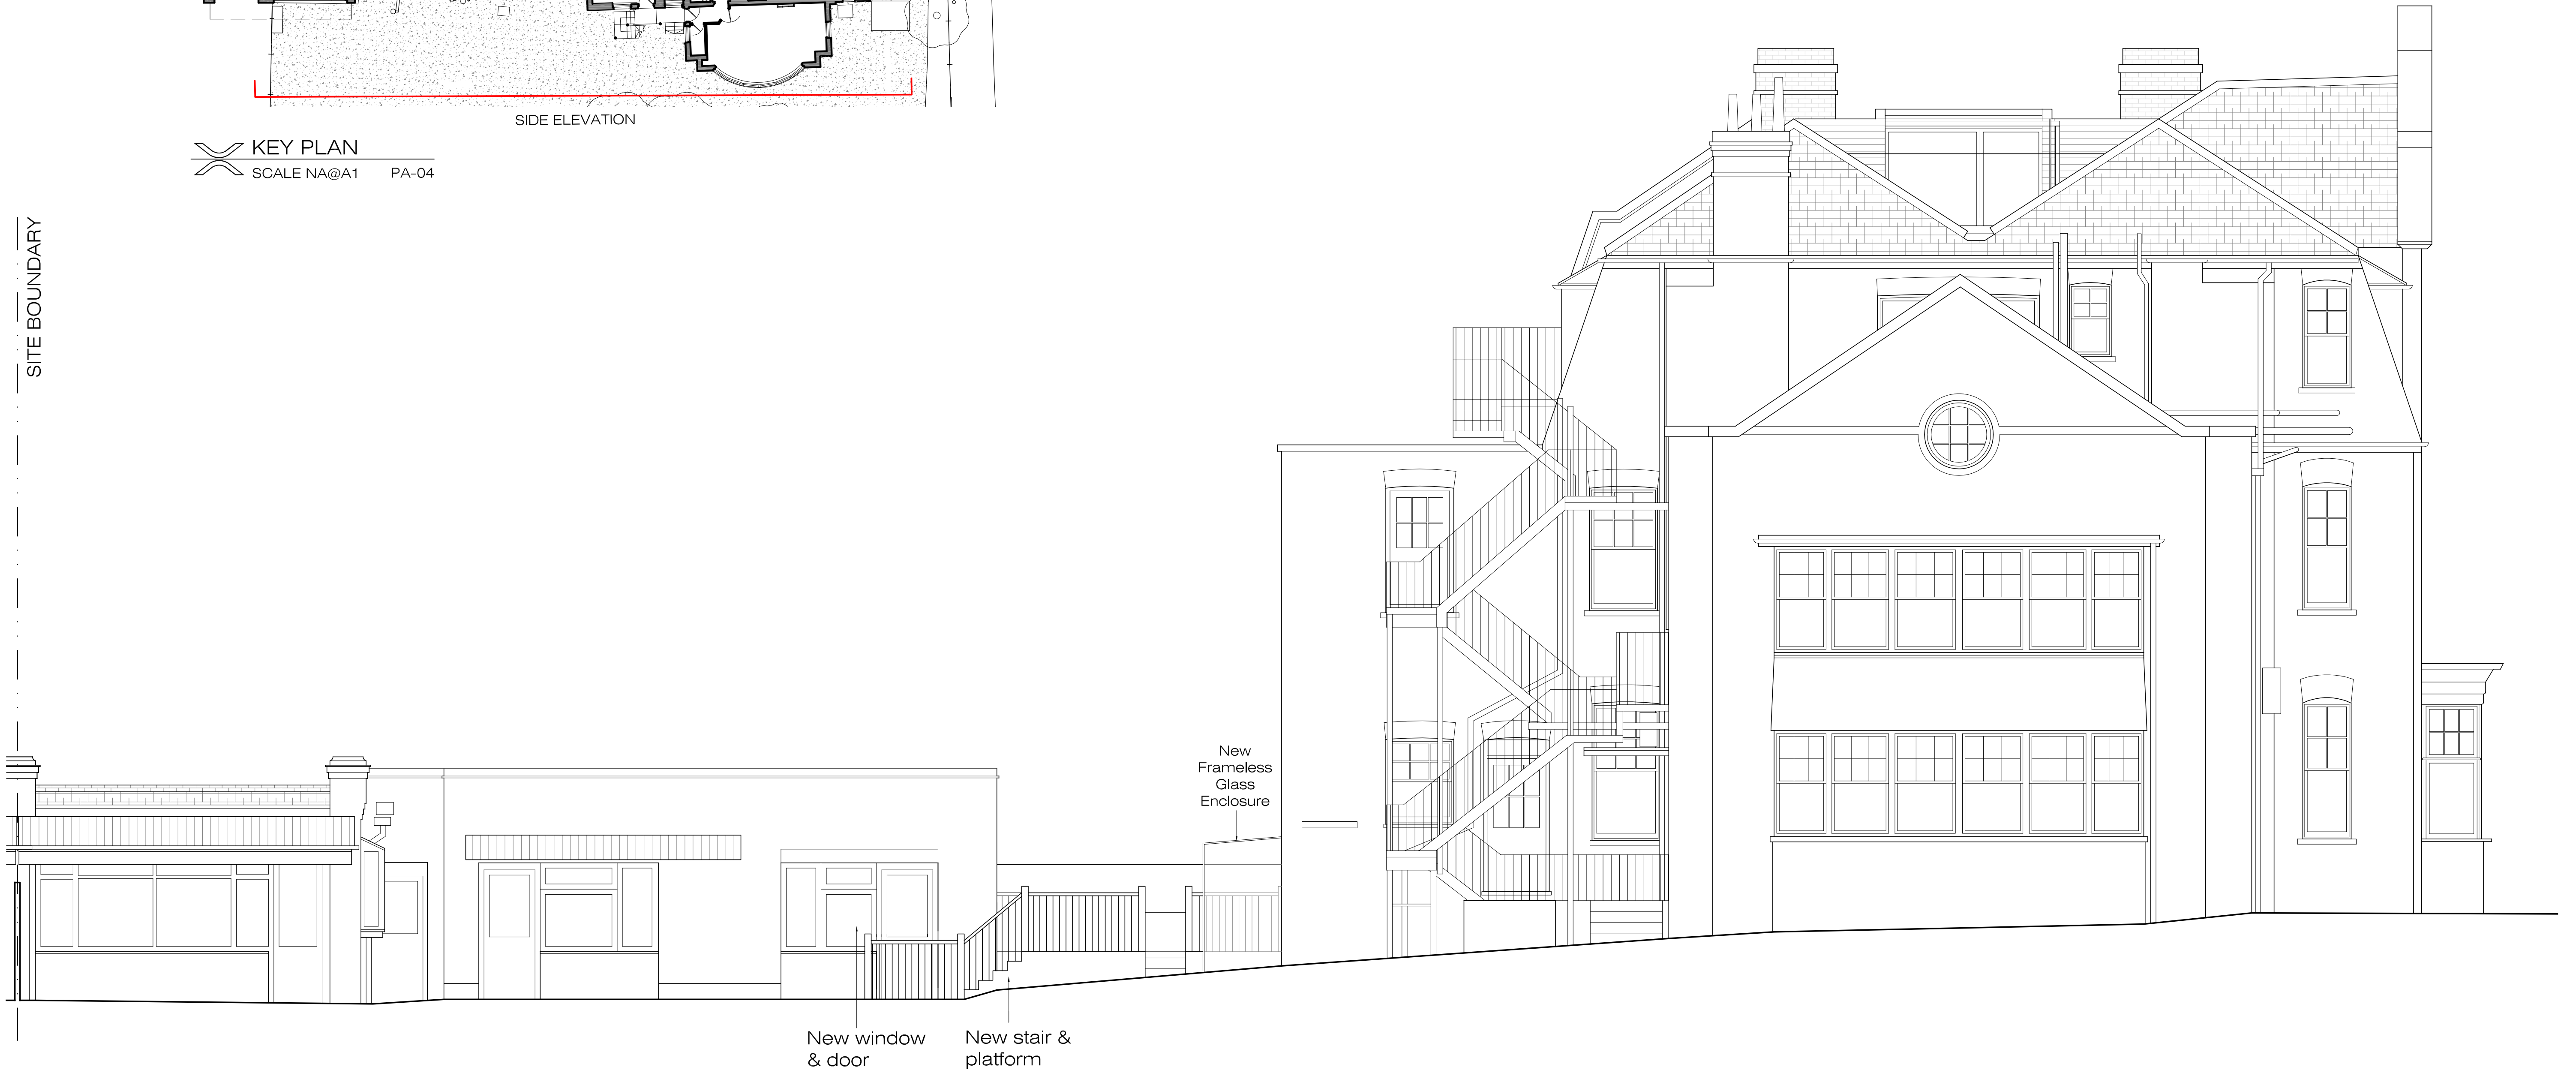 SIDE ELEVATION
KEY PLAN
SCALE NA@A1 PA-04
SITE BOUNDARY
New
Frameless
Glass
Enclosure
New window
& door
New stair &
platform